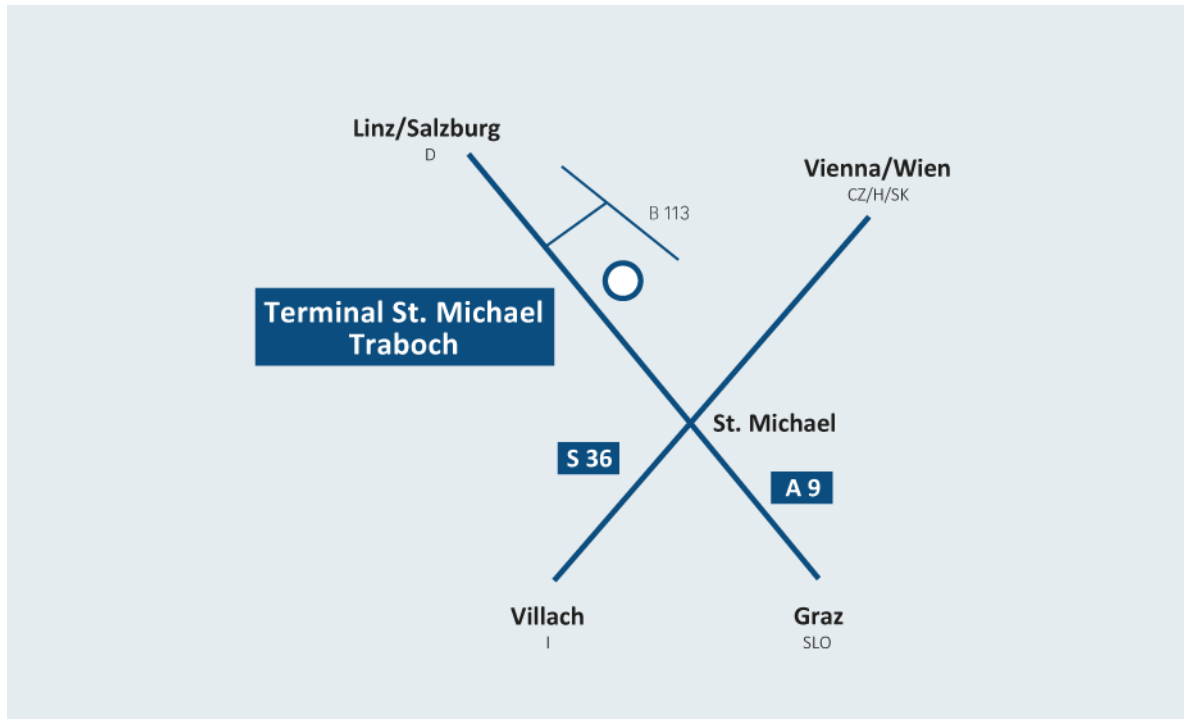 Linz/Salzburg
D
Vienna/Wien
CZ/H/SK
B 113
Terminal St. Michael
Traboch
St. Michael
S 36
A 9
Villach
I
Graz
SLO